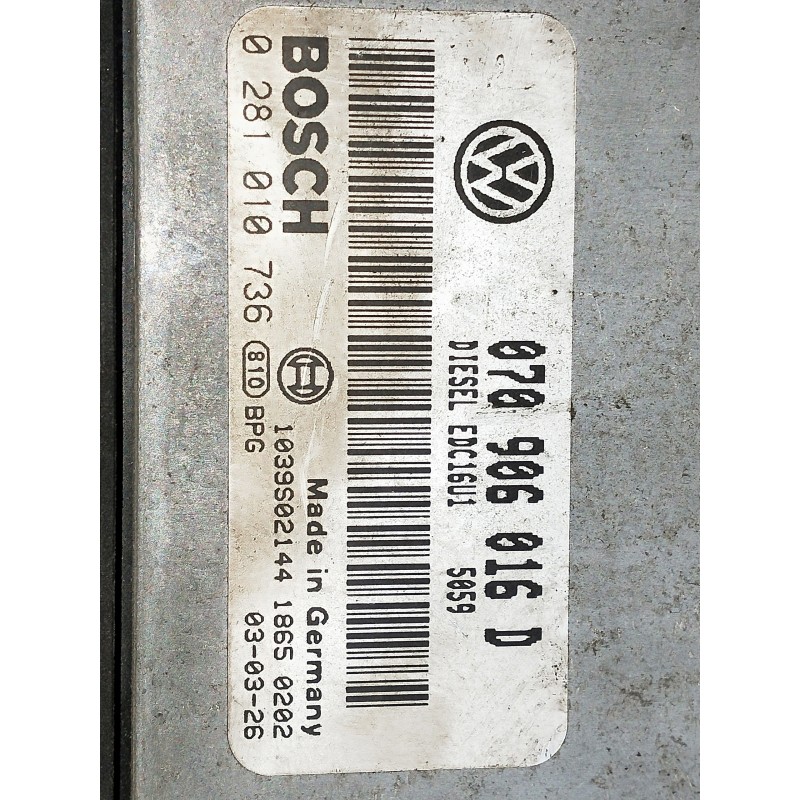 070 906 016 D
DIESEL EDC16U1 5059
BOSCH
Made in Germany
0 281 010 736
810
BPG
1039S02144 1865 0202
03-03-26